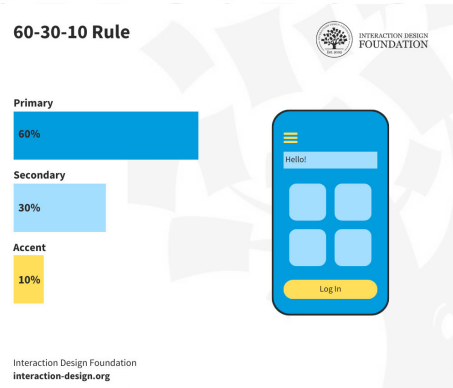 60-30-10 Rule
INTERACTION DESIGN
FOUNDATION
Primary
60%
Secondary
30%
Accent
10%
Hello!
Log In
Interaction Design Foundation
interaction-design.org